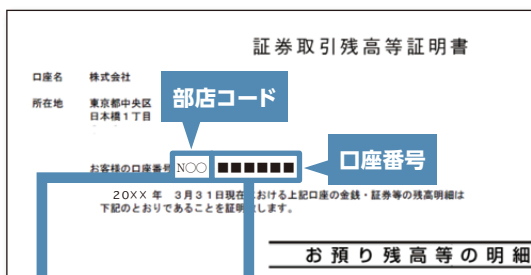 証券取引残高等証明書
口座名 株式会社
所在地 東京都中央区
日本橋1丁目
部店コード
お客様の口座番号 N○○ ■■■■■■
口座番号
20XX 年 3月31日現在における上記口座の金銭・証券等の残高明細は
下記のとおりであることを証明致します。
お預り残高等の明細